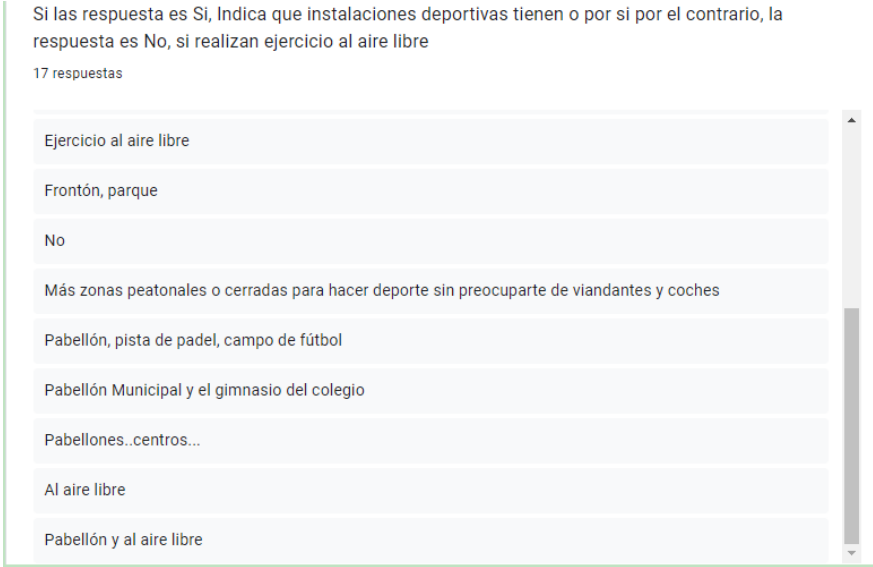 Si las respuesta es Si, Indica que instalaciones deportivas tienen o por si por el contrario, la
respuesta es No, si realizan ejercicio al aire libre
17 respuestas
Ejercicio al aire libre
Frontón, parque
No
Más zonas peatonales o cerradas para hacer deporte sin preocuparte de viandantes y coches
Pabellón, pista de padel, campo de fútbol
Pabellón Municipal y el gimnasio del colegio
Pabellones..centros...
Al aire libre
Pabellón y al aire libre